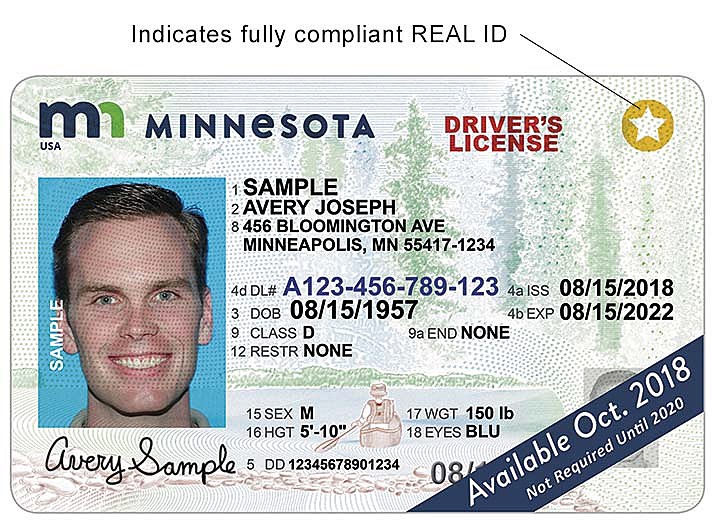 Indicates fully compliant REAL ID
mn MINNeSOTA
USA
DRIVER'S
LICENSE
1 SAMPLE
2 AVERY JOSEPH
8 456 BLOOMINGTON AVE
MINNEAPOLIS, MN 55417-1234
4d DL# A123-456-789-123 4a ISS 08/15/2018
3 DOB 08/15/1957 4b EXP 08/15/2022
9 CLASS D 9a END NONE
12 RESTR NONE
SAMPLE
15 SEX M 17 WGT 150 lb
16 HGT 5'-10" 18 EYES BLU
Avery Sample
5 DD 12345678901234
08/
Available Oct. 2018
Not Required Until 2020